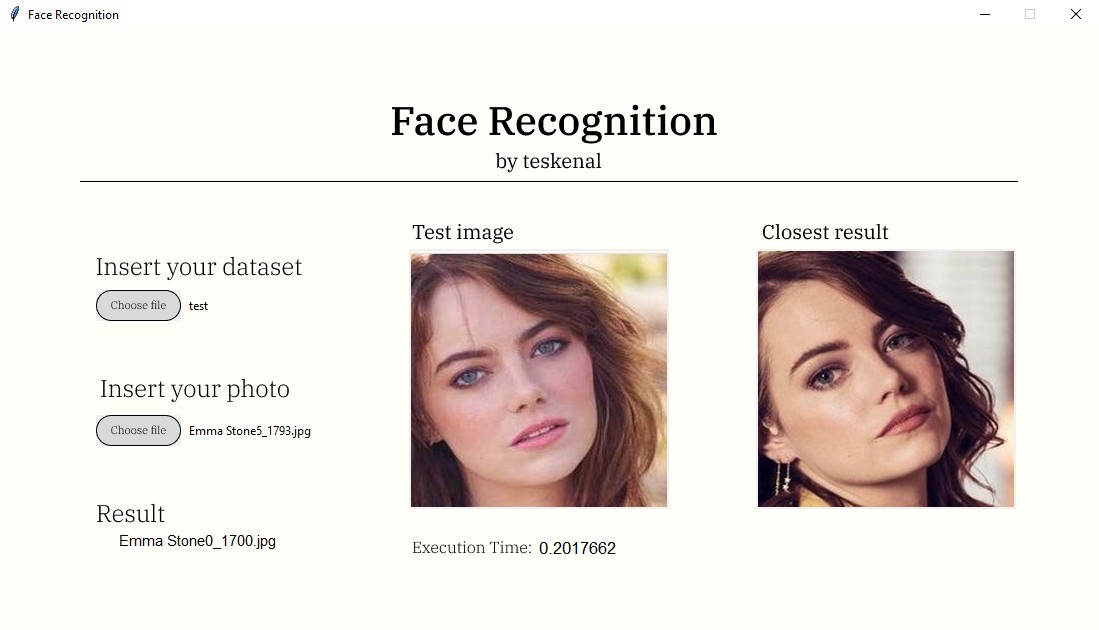 Face Recognition
Face Recognition
by teskenal
Test image
Closest result
Insert your dataset
Choose file test
Insert your photo
Choose file Emma Stone5_1793.jpg
Result
Emma Stone0_1700.jpg
Execution Time: 0.2017662